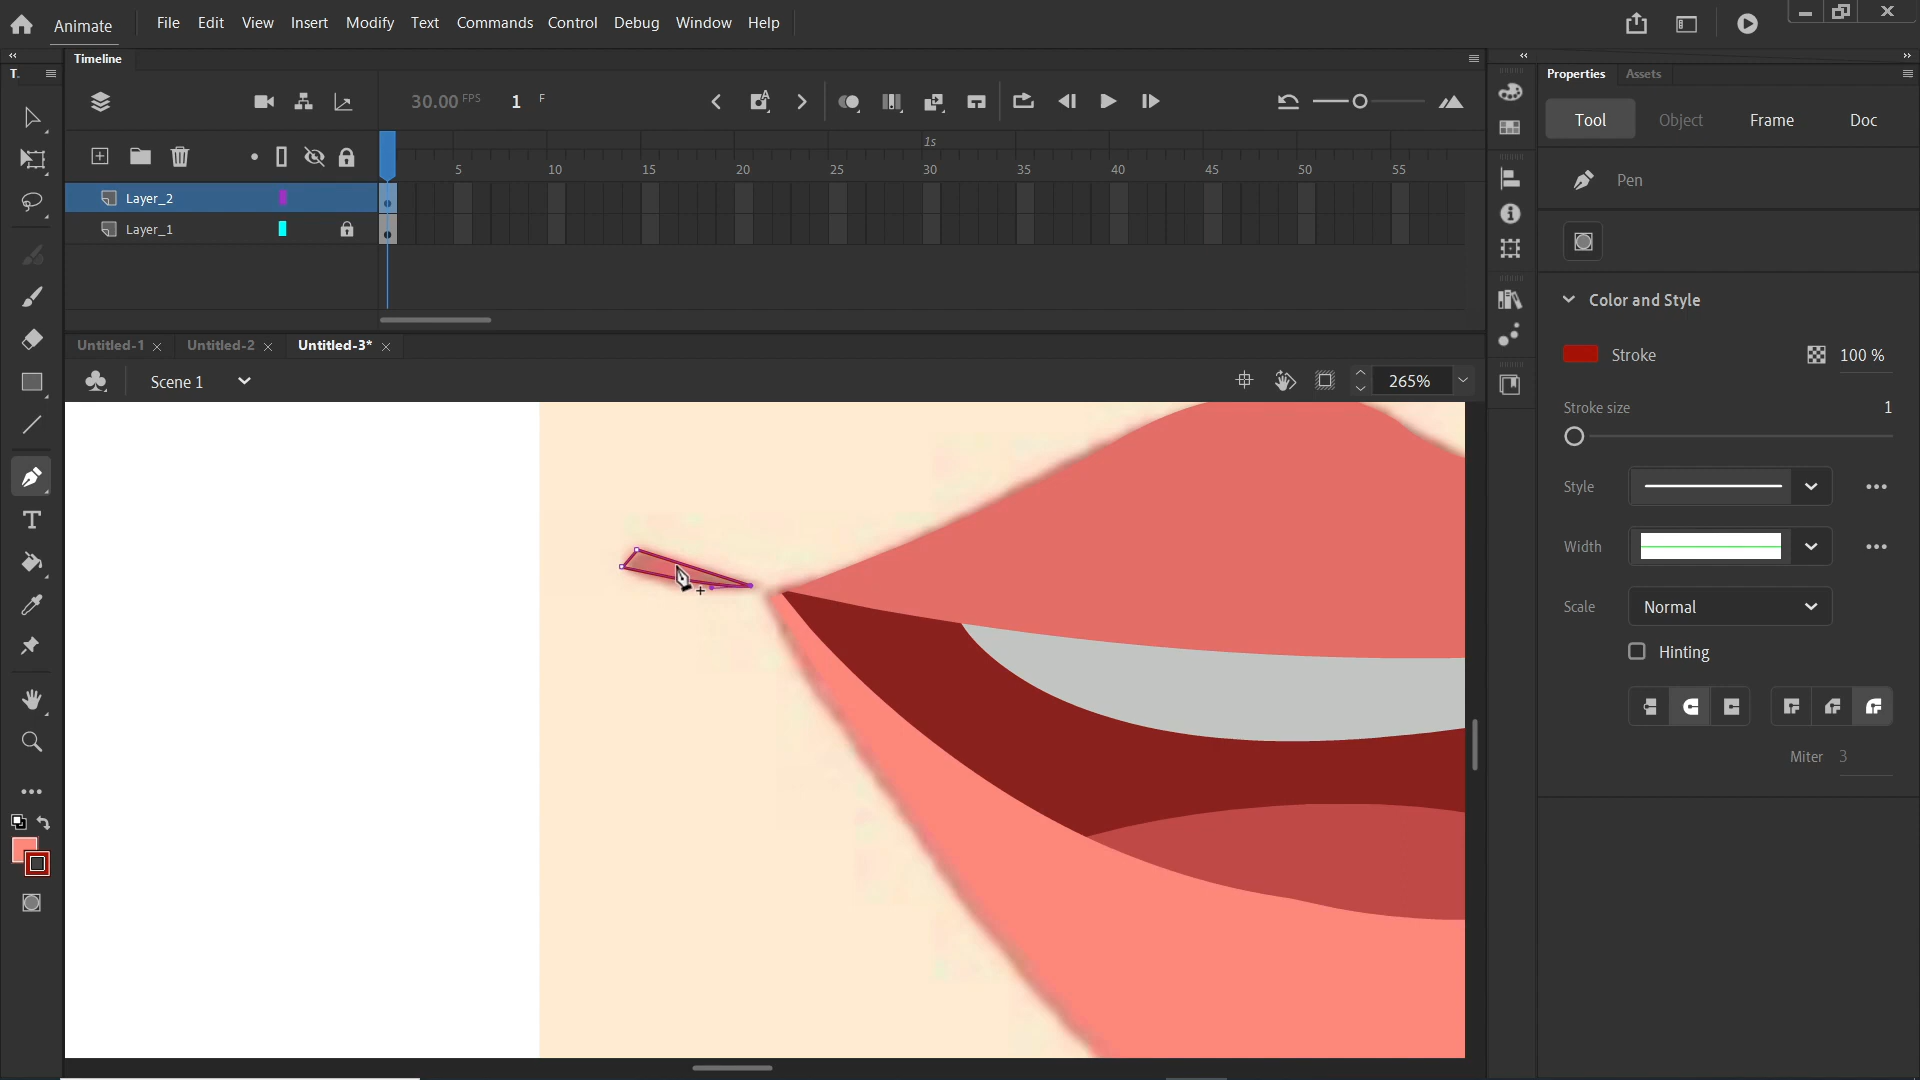 Animate File Edit View Insert Modify Text Commands Control Debug Window Help
T. Timeline
Properties Assets
30.00 FPS 1 F
Tool Object Frame Doc
1s
5 10 15 20 25 30 35 40 45 50 55
Pen
Layer_2
Layer_1
Color and Style
Untitled-1 Untitled-2 Untitled-3*
Stroke 100 %
Scene 1 265%
Stroke size 1
Style
Width
Scale Normal
Hinting
Miter 3